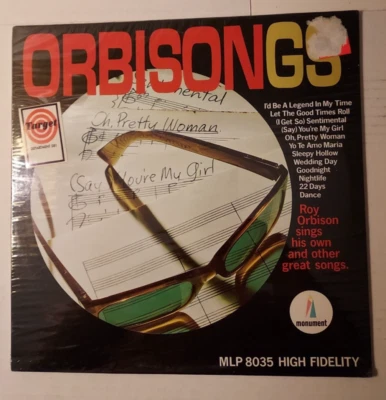 ORBISONGS
Sentimental
Oh, Pretty Woman
(Say) You're My Girl
Target
I'd Be A Legend In My Time
Let The Good Times Roll
(I Get So) Sentimental
(Say) You're My Girl
Oh, Pretty Woman
Yo Te Amo Maria
Sleepy Hollow
Wedding Day
Goodnight
Nightlife
22 Days
Dance
Roy
Orbison
sings
his own
and other
great songs.
monument
MLP 8035 HIGH FIDELITY